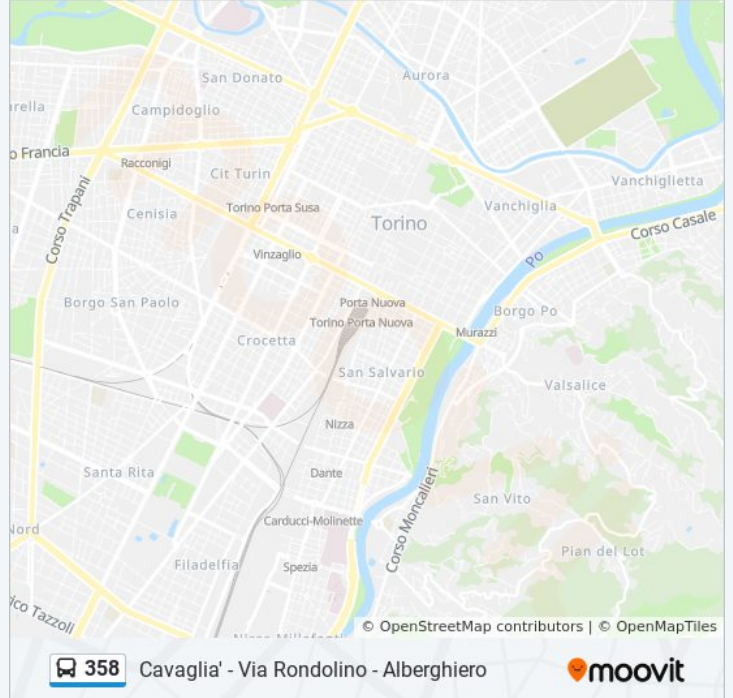 San Donato
Aurora
arella
Campidoglio
o Francia
Racconigi
Cit Turin
Vanchiglietta
Corso Trapani
Cenisia
Torino Porta Susa
Torino
Vanchiglia
Corso Casale
a
Vinzaglio
Po
Borgo San Paolo
Porta Nuova
Torino Porta Nuova
Borgo Po
Murazzi
Crocetta
San Salvario
Valsalice
Nizza
Santa Rita
Dante
Corso Moncalieri
San Vito
Nord
Carducci-Molinette
Filadelfia
Spezia
Pian del Lot
ico Tazzoli
© OpenStreetMap contributors | © OpenMapTiles
358 Cavaglia' - Via Rondolino - Alberghiero
moovit